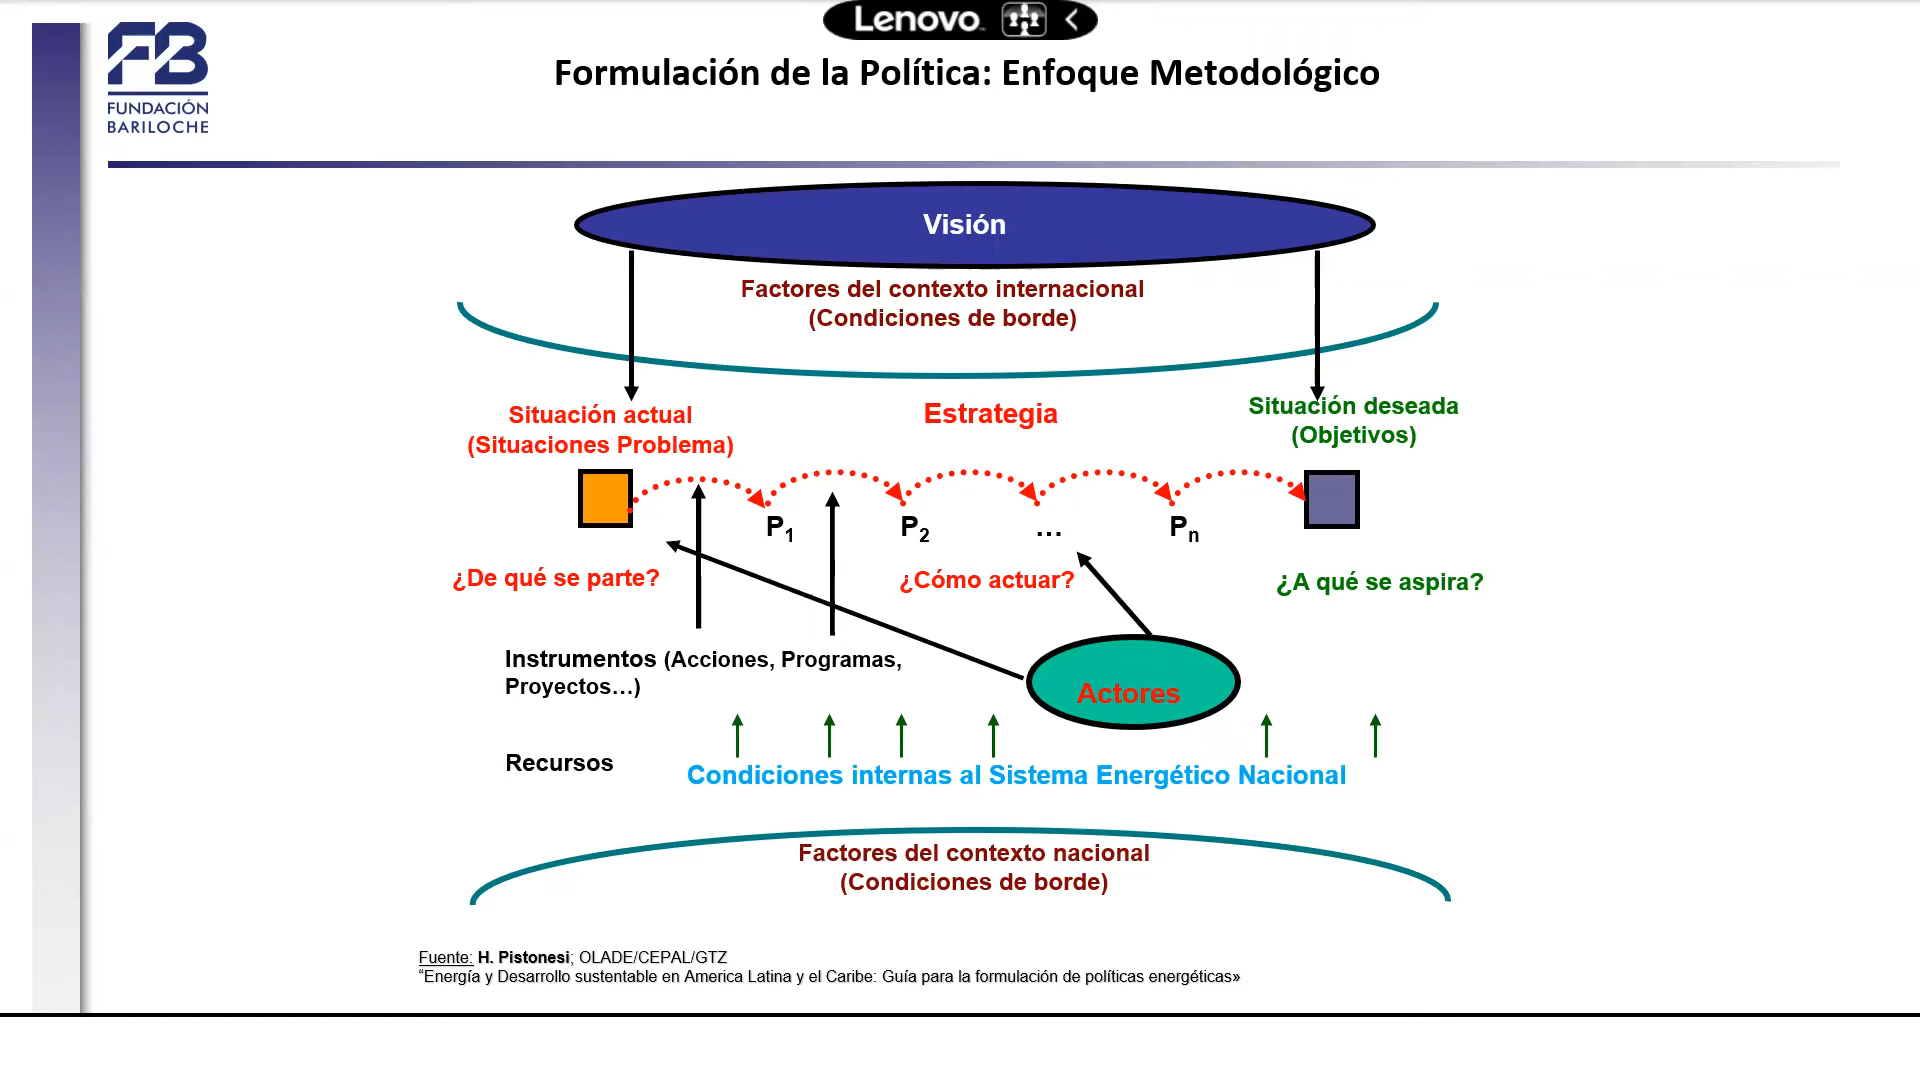 Lenovo
Formulación de la Política: Enfoque Metodológico
FB
FUNDACIÓN
BARILOCHE
Visión
Factores del contexto internacional
(Condiciones de borde)
Situación actual
(Situaciones Problema)
Estrategia
Situación deseada
(Objetivos)
P1
P2
...
Pn
¿De qué se parte?
¿Cómo actuar?
¿A qué se aspira?
Instrumentos (Acciones, Programas,
Proyectos…)
Actores
Recursos
Condiciones internas al Sistema Energético Nacional
Factores del contexto nacional
(Condiciones de borde)
Fuente: H. Pistonesi; OLADE/CEPAL/GTZ
“Energía y Desarrollo sustentable en America Latina y el Caribe: Guía para la formulación de políticas energéticas»